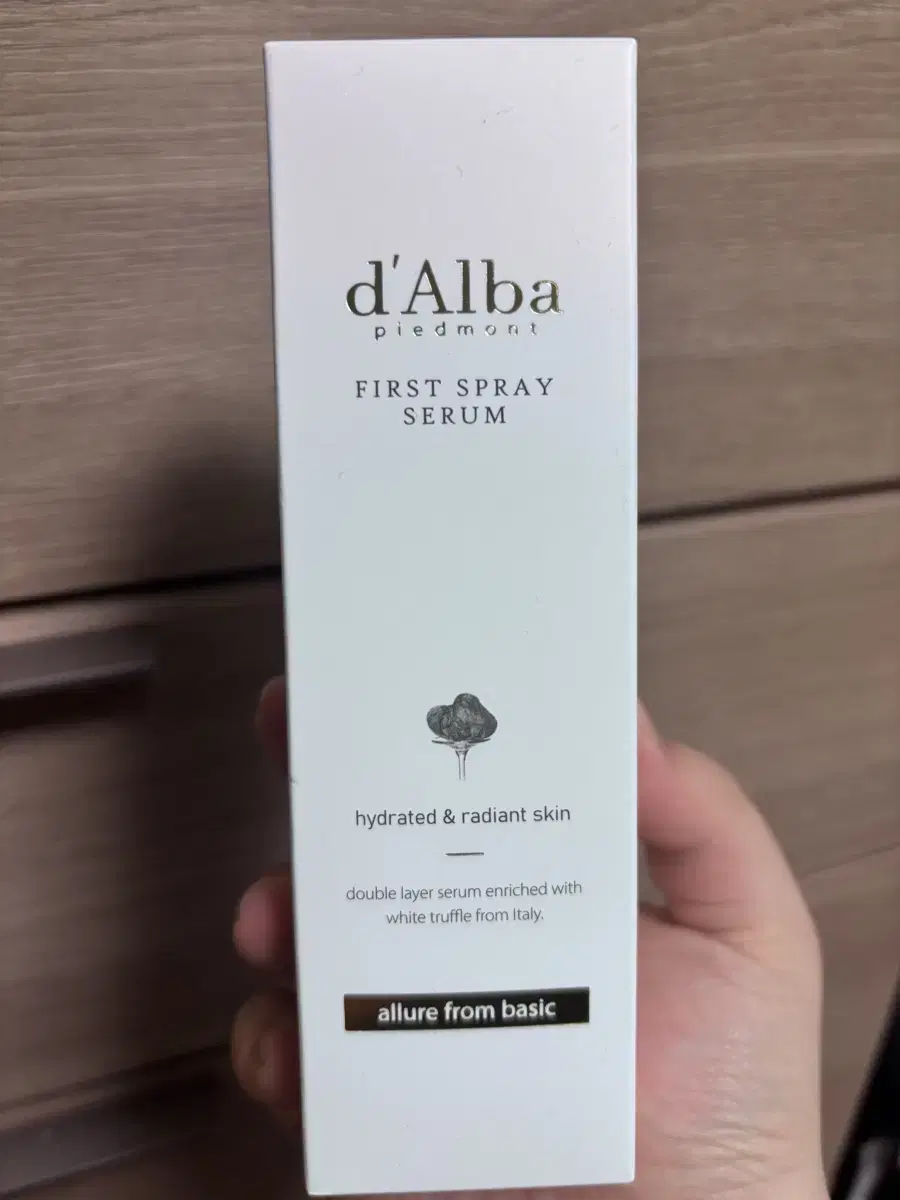 d'Alba
piedmont
FIRST SPRAY
SERUM
hydrated & radiant skin
double layer serum enriched with
white truffle from Italy.
allure from basic